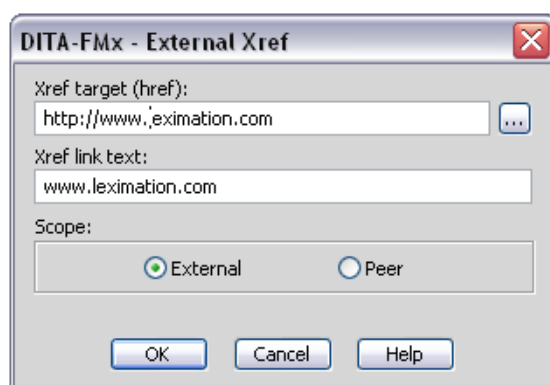 DITA-FMx - External Xref
Xref target (href):
http://www.leximation.com
...
Xref link text:
www.leximation.com
Scope:
External Peer
OK Cancel Help